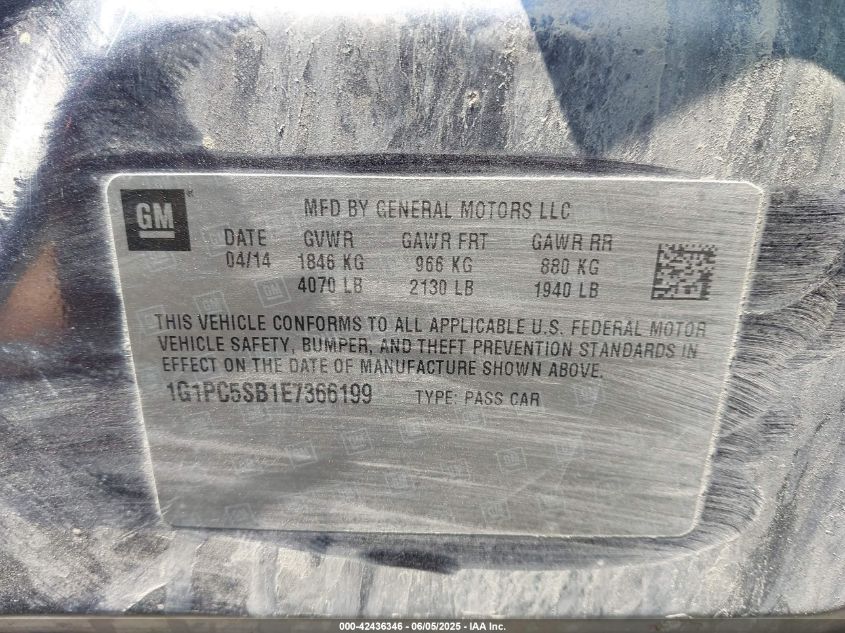 GM
MFD BY GENERAL MOTORS LLC
DATE GVWR GAWR FRT GAWR RR
04/14 1846 KG 966 KG 880 KG
4070 LB 2130 LB 1940 LB
THIS VEHICLE CONFORMS TO ALL APPLICABLE U.S. FEDERAL MOTOR
VEHICLE SAFETY, BUMPER, AND THEFT PREVENTION STANDARDS IN
EFFECT ON THE DATE OF MANUFACTURE SHOWN ABOVE.
1G1PC5SB1E7366199 TYPE: PASS CAR
000-42436346 - 06/05/2025 - IAA Inc.